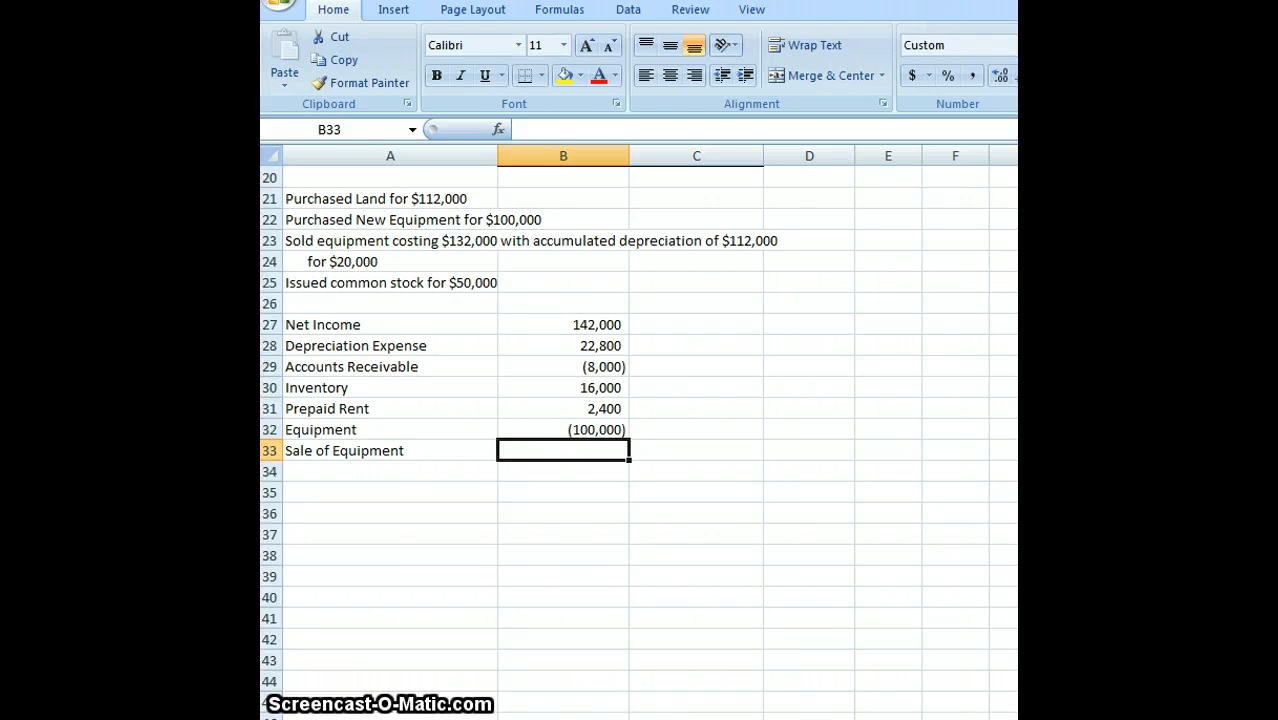 Home Insert Page Layout Formulas Data Review View
Cut
Copy
Format Painter
Paste
Clipboard
Calibri 11 A A
B I U A
Font
Wrap Text
Merge & Center
Alignment
Custom
$ % , .00
Number
B33 fx
A B C D E F
20
21 Purchased Land for $112,000
22 Purchased New Equipment for $100,000
23 Sold equipment costing $132,000 with accumulated depreciation of $112,000
24 for $20,000
25 Issued common stock for $50,000
26
27 Net Income 142,000
28 Depreciation Expense 22,800
29 Accounts Receivable (8,000)
30 Inventory 16,000
31 Prepaid Rent 2,400
32 Equipment (100,000)
33 Sale of Equipment
34
35
36
37
38
39
40
41
42
43
44
Screencast-O-Matic.com